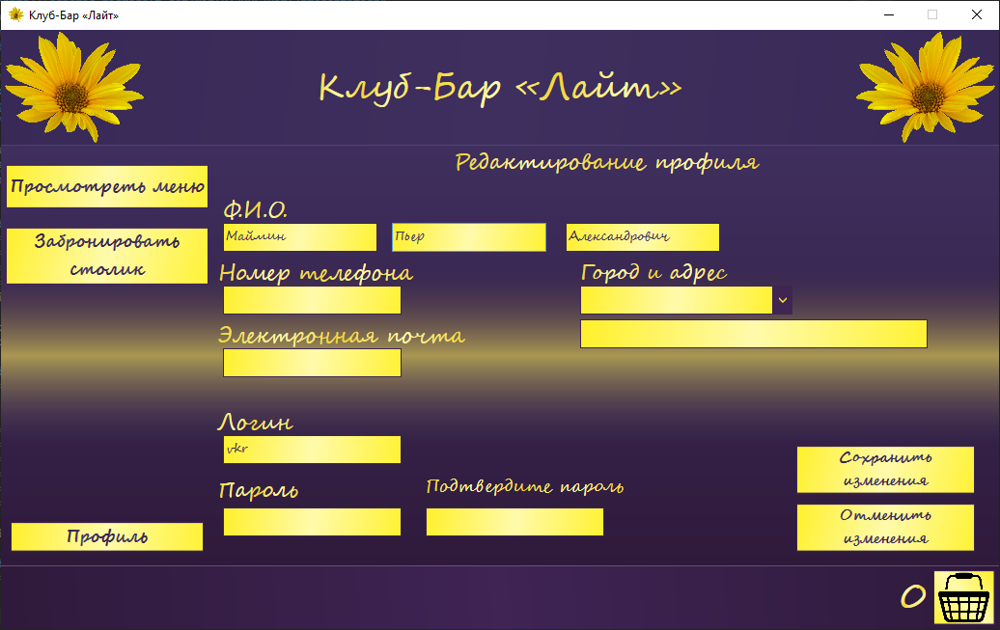 Клуб-Бар «Лайт»
Клуб-Бар «Лайт»
Редактирование профиля
Просмотреть меню
Забронировать
столик
Ф.И.О.
Маймин
Пьер
Александрович
Номер телефона
Город и адрес
Электронная почта
Логин
vkr
Пароль
Подтвердите пароль
Сохранить
изменения
Отменить
изменения
Профиль
0